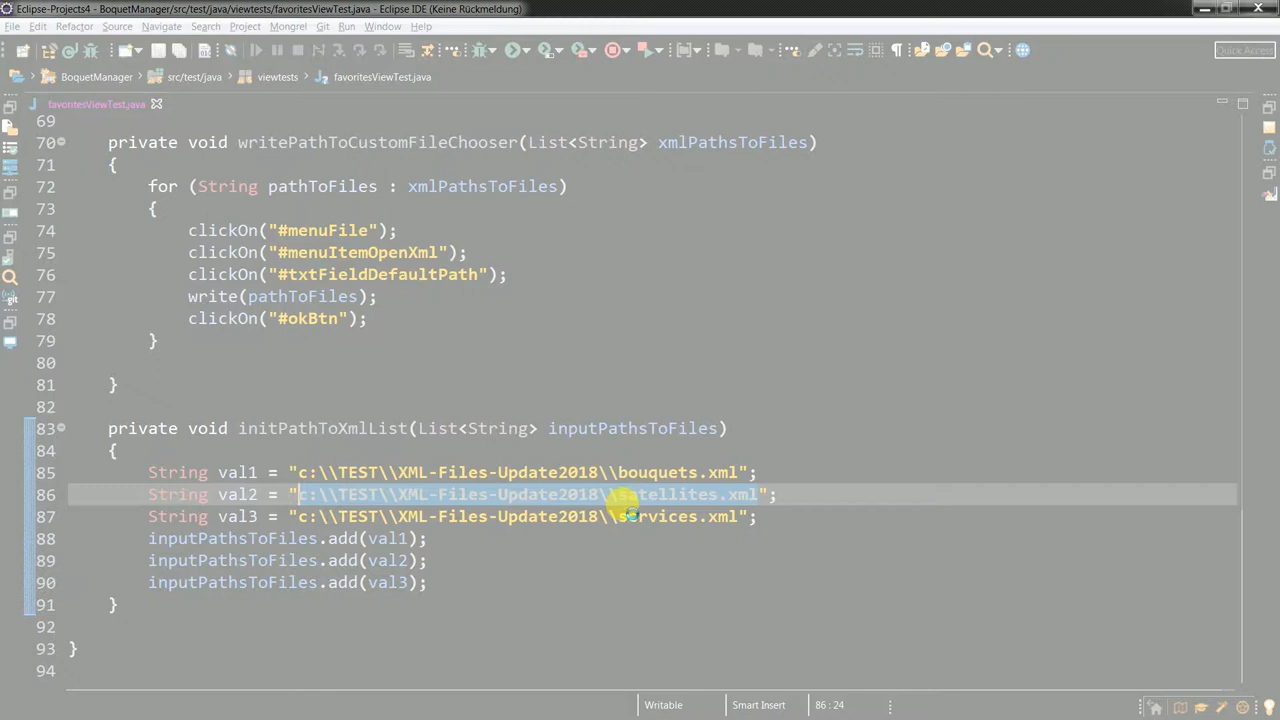 Eclipse-Projects4 - BoquetManager/src/test/java/viewtests/favoritesViewTest.java - Eclipse IDE (Keine Rückmeldung)
File Edit Refactor Source Navigate Search Project Mongrel Git Run Window Help
Quick Access
BoquetManager src/test/java viewtests favoritesViewTest.java
favoritesViewTest.java
69
70 private void writePathToCustomFileChooser(List<String> xmlPathsToFiles)
71 {
72 for (String pathToFiles : xmlPathsToFiles)
73 {
74 clickOn("#menuFile");
75 clickOn("#menuItemOpenXml");
76 clickOn("#txtFieldDefaultPath");
77 write(pathToFiles);
78 clickOn("#okBtn");
79 }
80
81 }
82
83 private void initPathToXmlList(List<String> inputPathsToFiles)
84 {
85 String val1 = "c:\\TEST\\XML-Files-Update2018\\bouquets.xml";
86 String val2 = "c:\\TEST\\XML-Files-Update2018\\satellites.xml";
87 String val3 = "c:\\TEST\\XML-Files-Update2018\\services.xml";
88 inputPathsToFiles.add(val1);
89 inputPathsToFiles.add(val2);
90 inputPathsToFiles.add(val3);
91 }
92
93 }
94
Writable Smart Insert 86 : 24